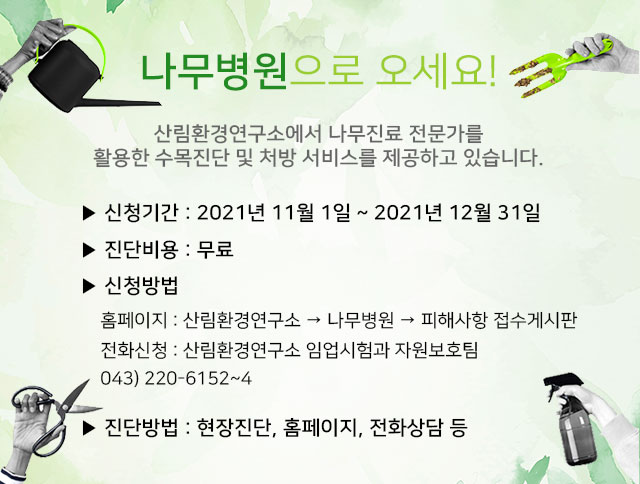 나무병원으로 오세요!
산림환경연구소에서 나무진료 전문가를
활용한 수목진단 및 처방 서비스를 제공하고 있습니다.
▶ 신청기간 : 2021년 11월 1일 ~ 2021년 12월 31일
▶ 진단비용 : 무료
▶ 신청방법
홈페이지 : 산림환경연구소 → 나무병원 → 피해사항 접수게시판
전화신청 : 산림환경연구소 임업시험과 자원보호팀
043) 220-6152~4
▶ 진단방법 : 현장진단, 홈페이지, 전화상담 등